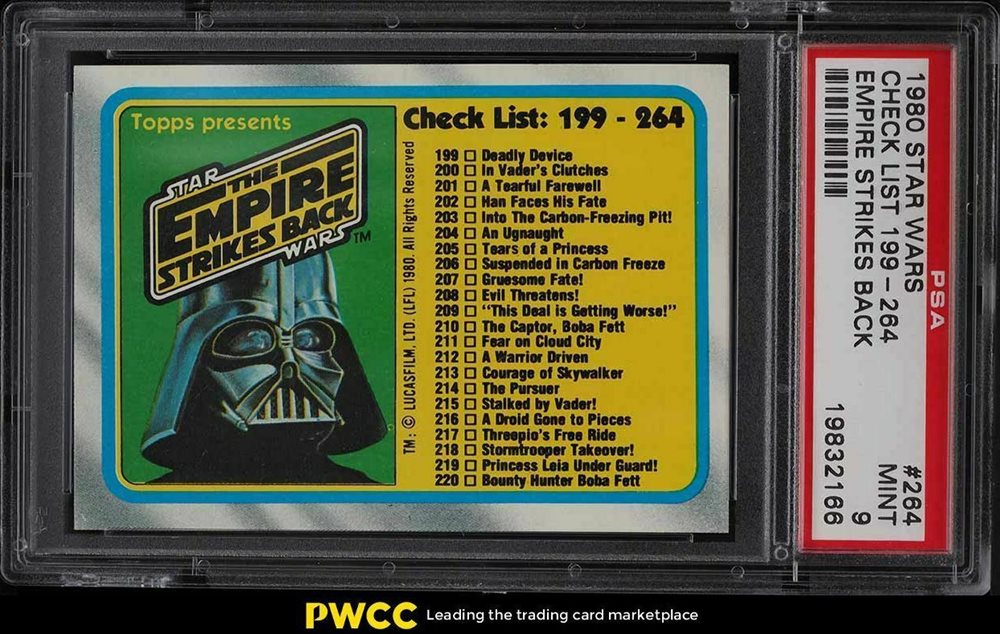 Topps presents
STAR
THE
EMPIRE
STRIKES BACK
WARS TM
TM: © LUCASFILM, LTD. (LFL) 1980. All Rights Reserved
Check List: 199 - 264
199 □ Deadly Device
200 □ In Vader's Clutches
201 □ A Tearful Farewell
202 □ Han Faces His Fate
203 □ Into The Carbon-Freezing Pit!
204 □ An Ugnaught
205 □ Tears of a Princess
206 □ Suspended in Carbon Freeze
207 □ Gruesome Fate!
208 □ Evil Threatens!
209 □ "This Deal is Getting Worse!"
210 □ The Captor, Boba Fett
211 □ Fear on Cloud City
212 □ A Warrior Driven
213 □ Courage of Skywalker
214 □ The Pursuer
215 □ Stalked by Vader!
216 □ A Droid Gone to Pieces
217 □ Threepio's Free Ride
218 □ Stormtrooper Takeover!
219 □ Princess Leia Under Guard!
220 □ Bounty Hunter Boba Fett
PSA
1980 STAR WARS #264
CHECK LIST 199 - 264 MINT
EMPIRE STRIKES BACK 9
19832166
PWCC Leading the trading card marketplace